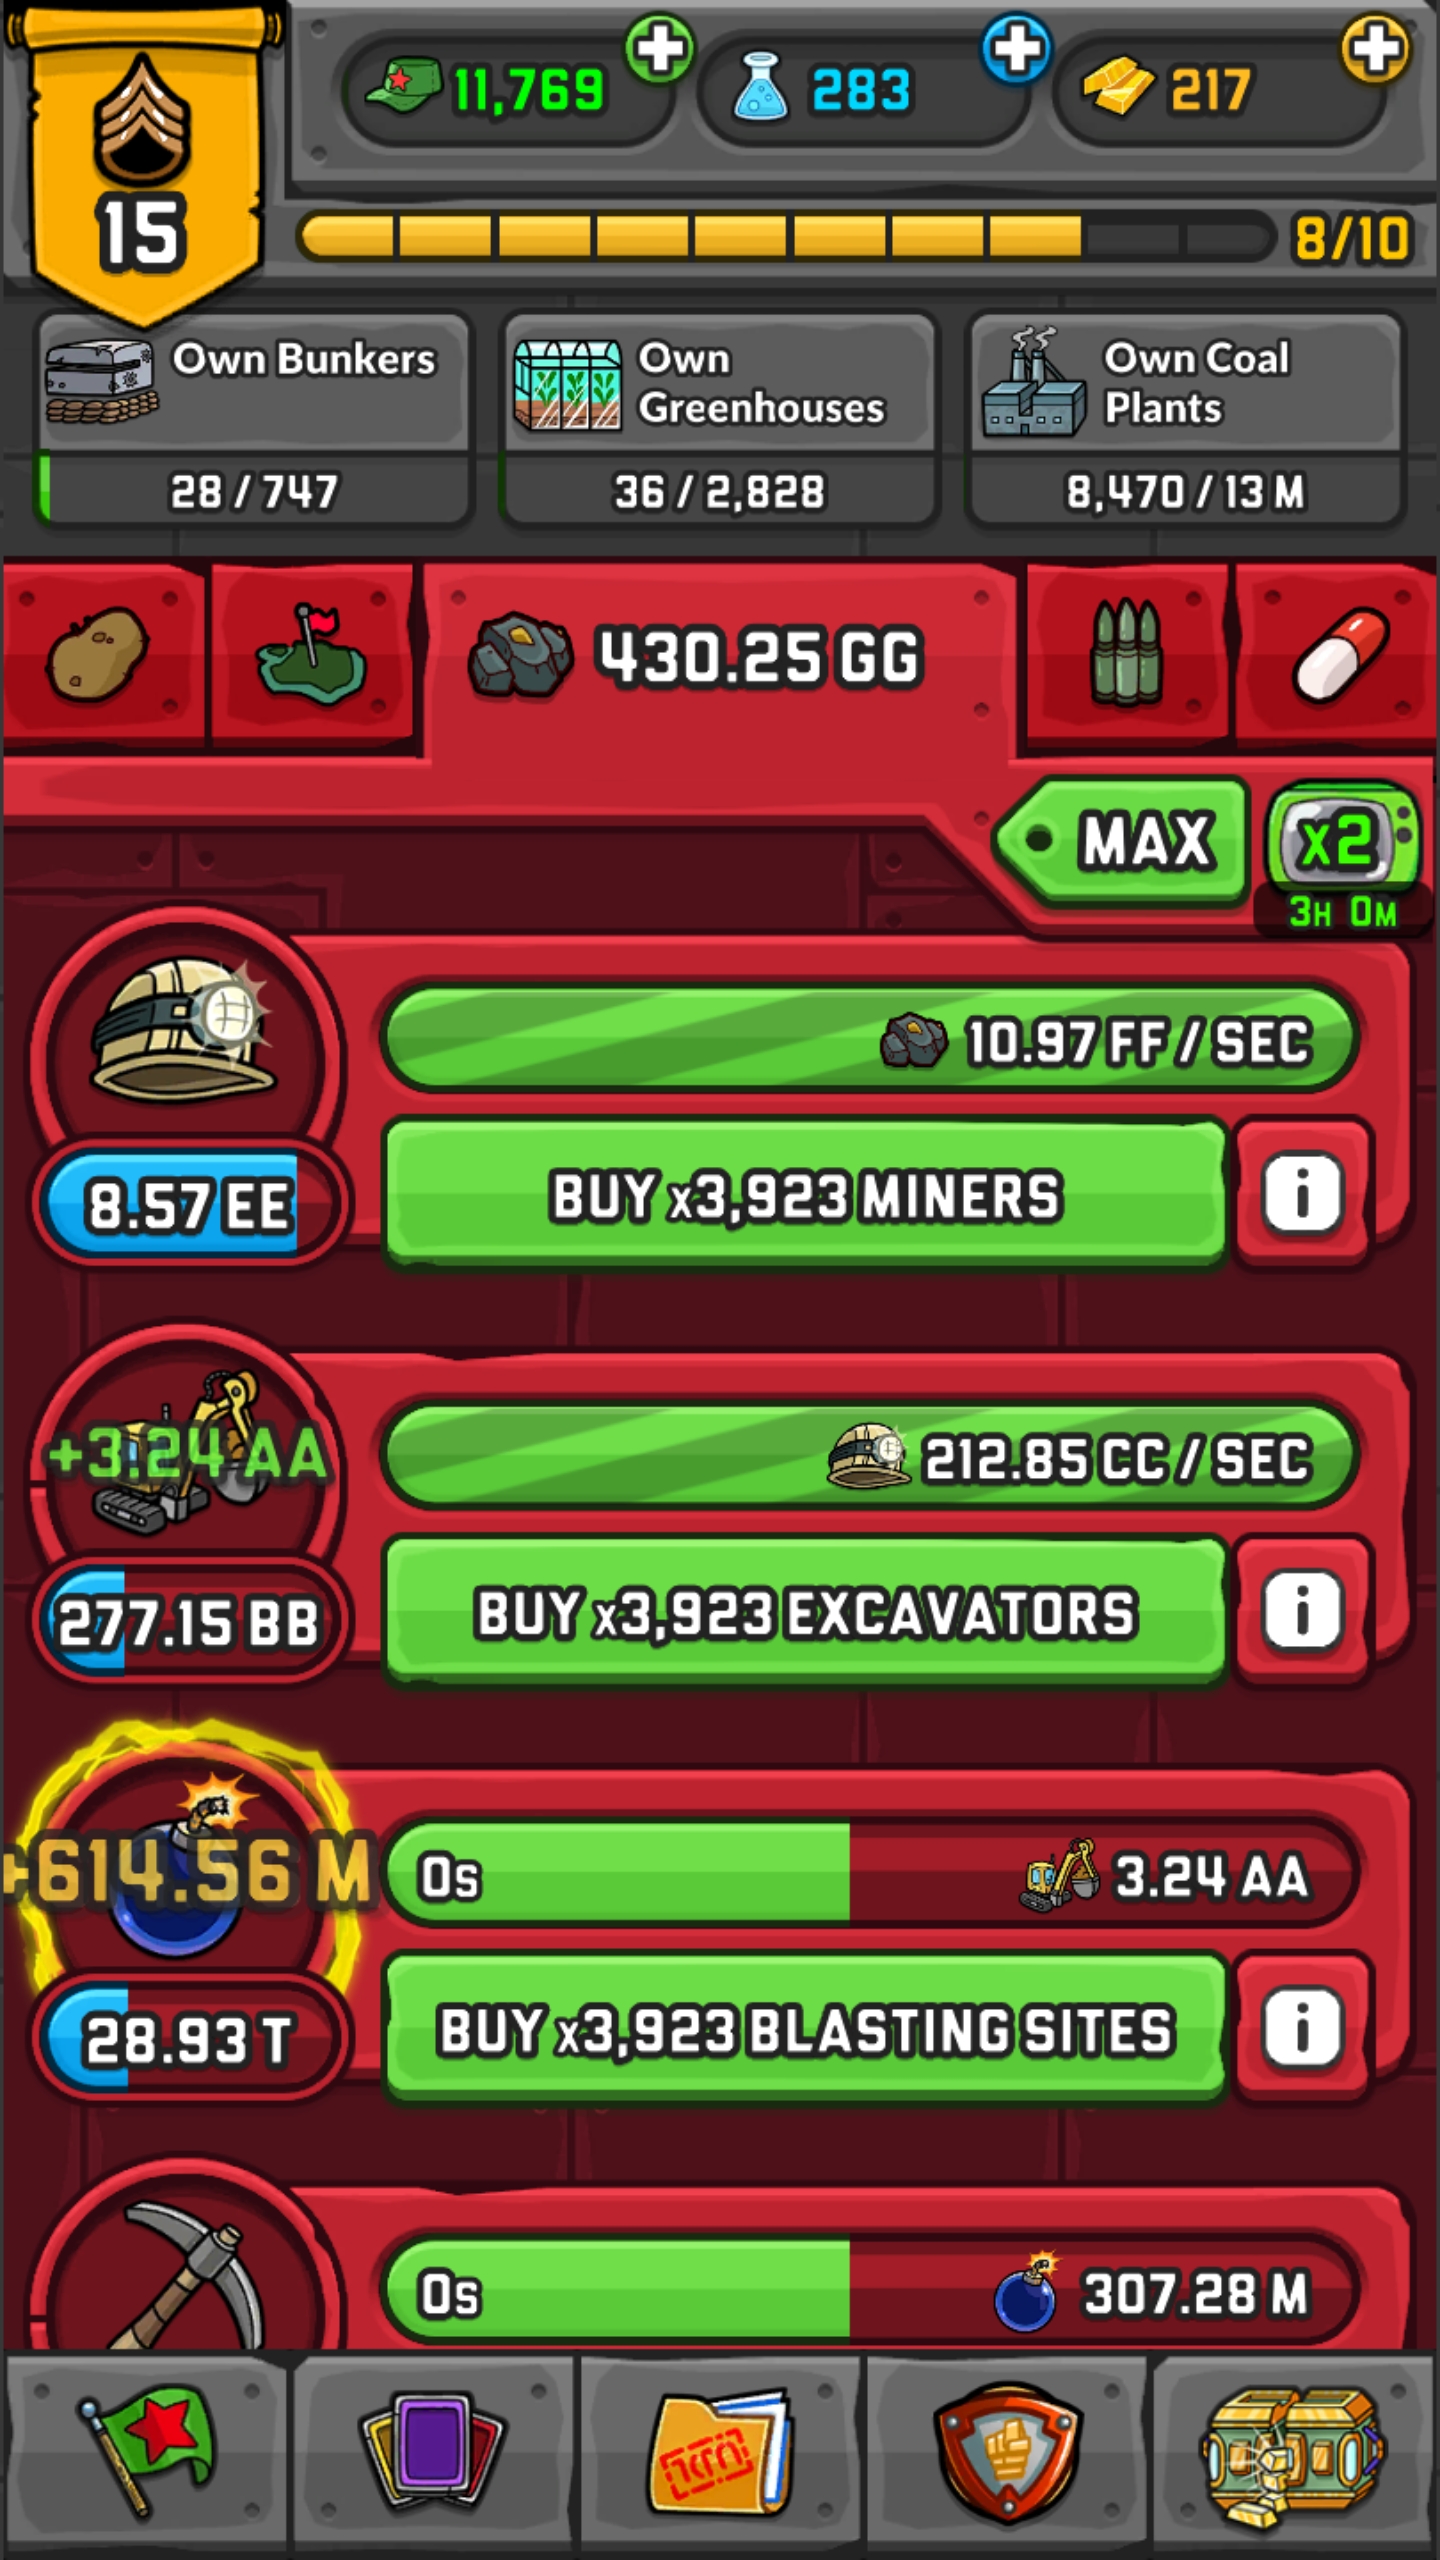 11,769
283
217
15
8/10
Own Bunkers
28 / 747
Own
Greenhouses
36 / 2,828
Own Coal
Plants
8,470 / 13 M
430.25 GG
MAX
x2
3H 0M
10.97 FF / SEC
8.57 EE
BUY x3,923 MINERS
i
+3.24 AA
212.85 CC / SEC
277.15 BB
BUY x3,923 EXCAVATORS
i
+614.56 M
0s
3.24 AA
28.93 T
BUY x3,923 BLASTING SITES
i
0s
307.28 M